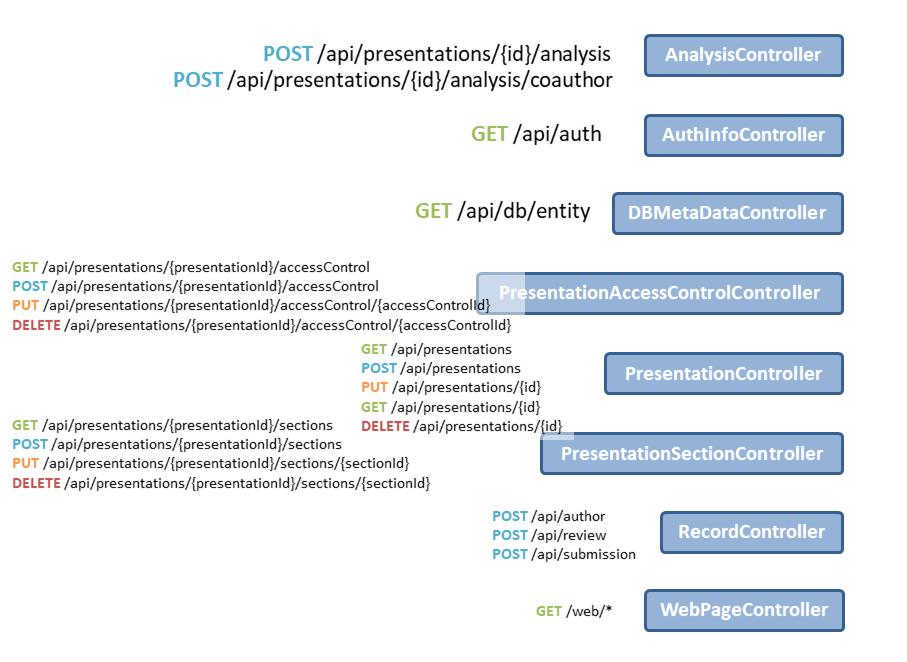 POST /api/presentations/{id}/analysis
POST /api/presentations/{id}/analysis/coauthor
AnalysisController
GET /api/auth
AuthInfoController
GET /api/db/entity
DBMetaDataController
GET /api/presentations/{presentationId}/accessControl
POST /api/presentations/{presentationId}/accessControl
PUT /api/presentations/{presentationId}/accessControl/{accessControlId}
DELETE /api/presentations/{presentationId}/accessControl/{accessControlId}
PresentationAccessControlController
GET /api/presentations
POST /api/presentations
PUT /api/presentations/{id}
GET /api/presentations/{id}
DELETE /api/presentations/{id}
PresentationController
GET /api/presentations/{presentationId}/sections
POST /api/presentations/{presentationId}/sections
PUT /api/presentations/{presentationId}/sections/{sectionId}
DELETE /api/presentations/{presentationId}/sections/{sectionId}
PresentationSectionController
POST /api/author
POST /api/review
POST /api/submission
RecordController
GET /web/*
WebPageController